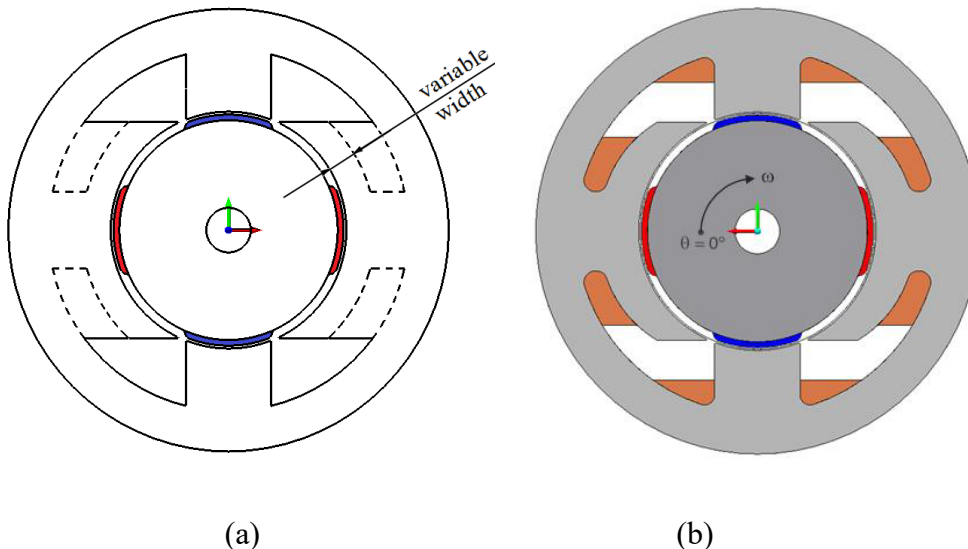 variable
width
ω
θ = 0°
(a)
(b)